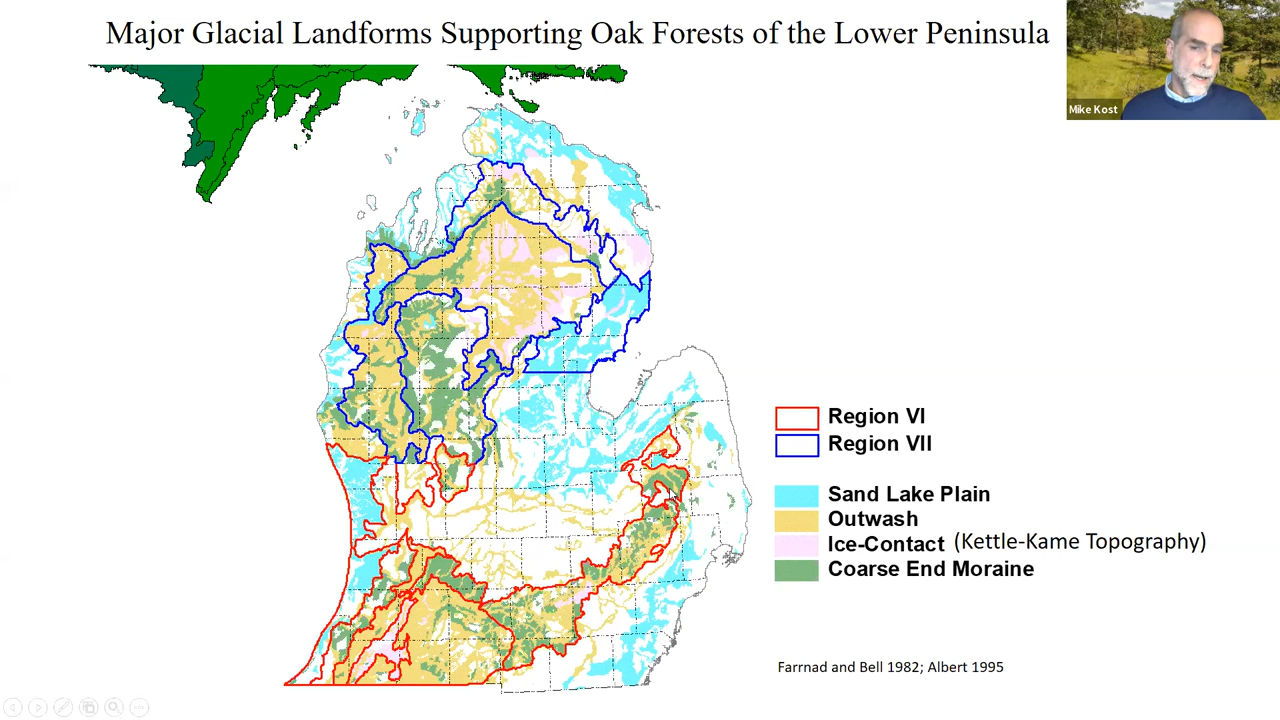 Major Glacial Landforms Supporting Oak Forests of the Lower Peninsula
Mike Kost
Region VI
Region VII
Sand Lake Plain
Outwash
Ice-Contact (Kettle-Kame Topography)
Coarse End Moraine
Farrnad and Bell 1982; Albert 1995